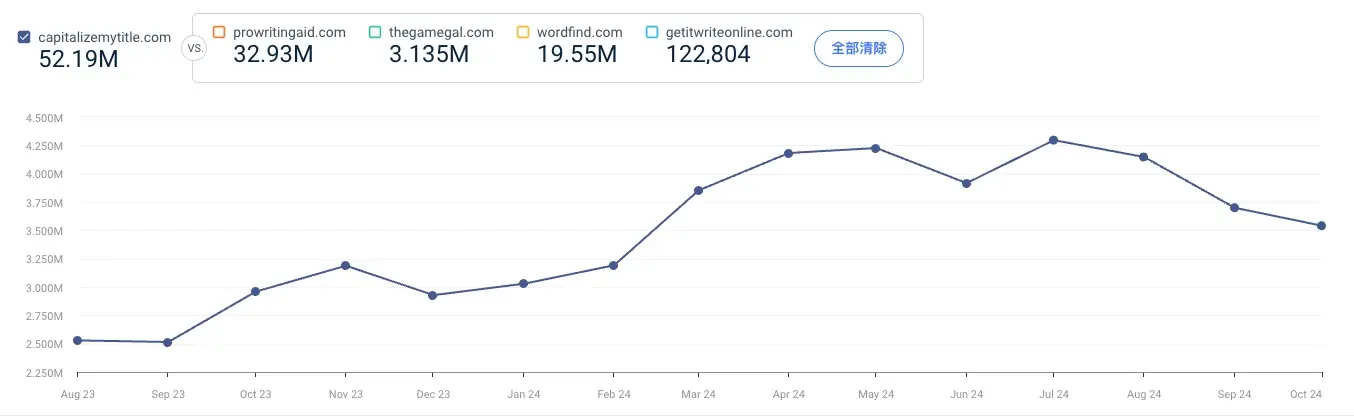 capitalizemytitle.com
52.19M
VS.
prowritingaid.com
32.93M
thegamegal.com
3.135M
wordfind.com
19.55M
getitwriteonline.com
122,804
全部清除
4.500M
4.250M
4.000M
3.750M
3.500M
3.250M
3.000M
2.750M
2.500M
2.250M
Aug 23 Sep 23 Oct 23 Nov 23 Dec 23 Jan 24 Feb 24 Mar 24 Apr 24 May 24 Jun 24 Jul 24 Aug 24 Sep 24 Oct 24